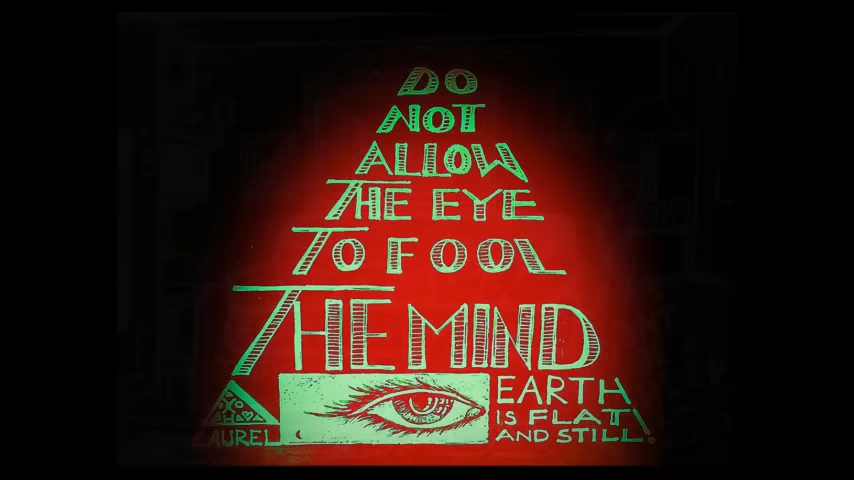 DO
NOT
ALLOW
THE EYE
TO FOOL
THE MIND
EARTH
IS FLAT!
AND STILL.
LAUREL